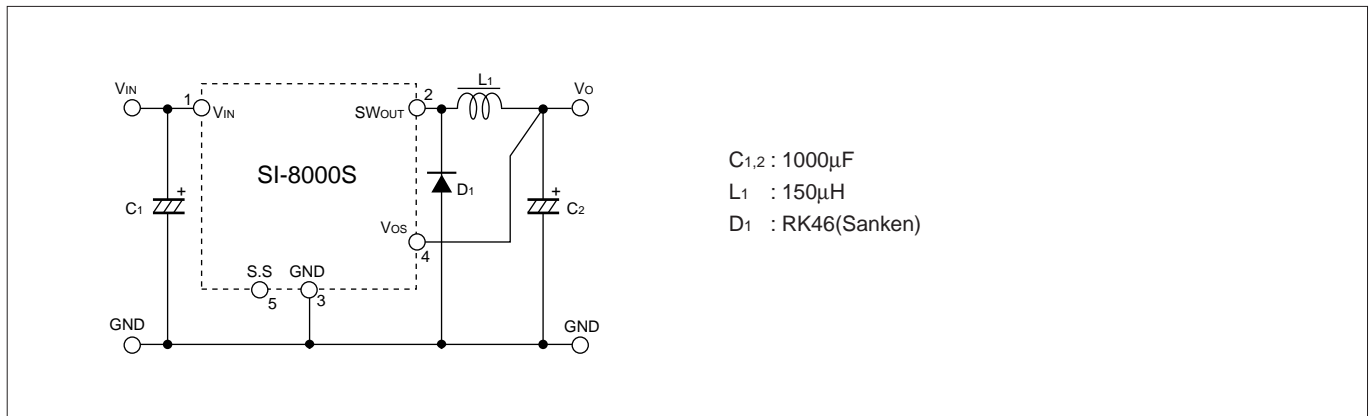 VIN
1
VIN
SWOUT
2
L1
VO
SI-8000S
C1
+
D1
+
C2
VOS
4
S.S
5
GND
3
GND
GND
C1,2 : 1000µF
L1 : 150µH
D1 : RK46(Sanken)